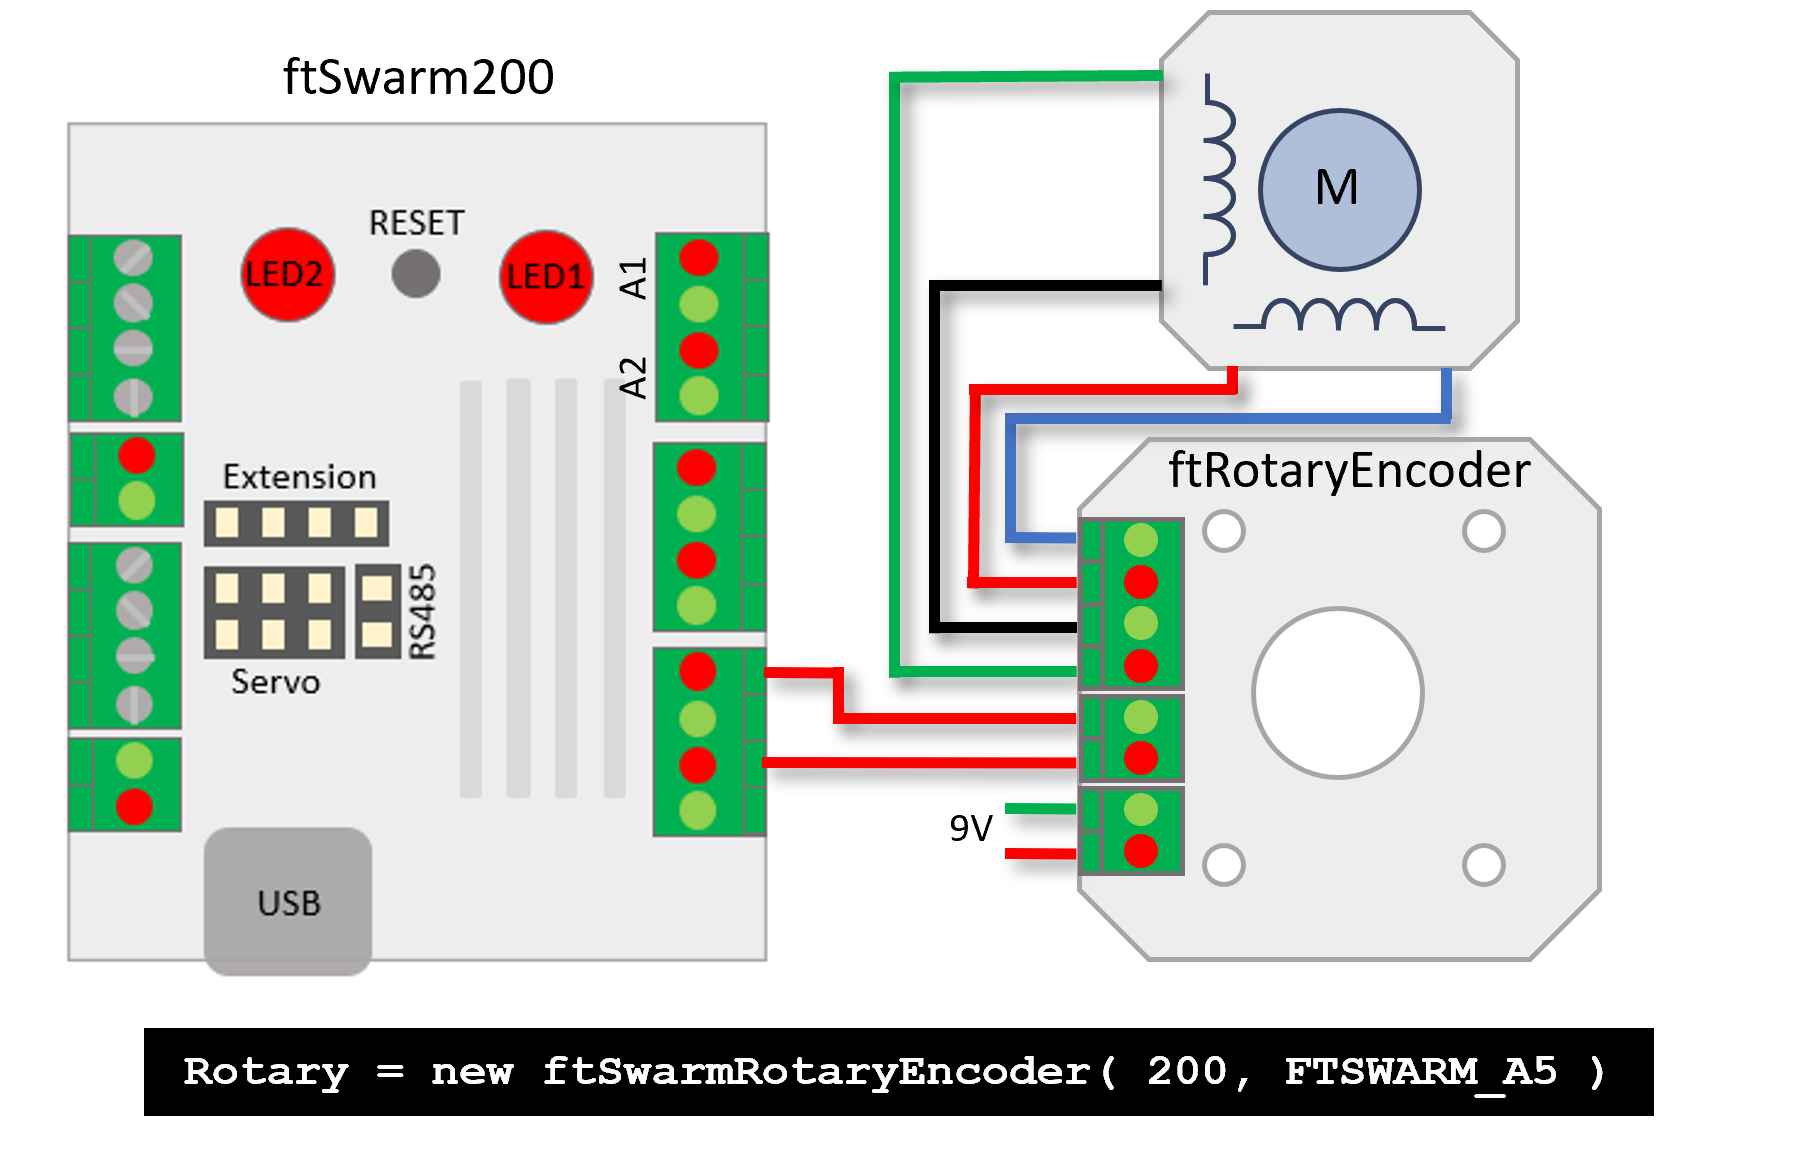 ftSwarm200
RESET
LED2
LED1
A1
A2
Extension
RS485
Servo
USB
M
ftRotaryEncoder
9V
Rotary = new ftSwarmRotaryEncoder( 200, FTSWARM_A5 )